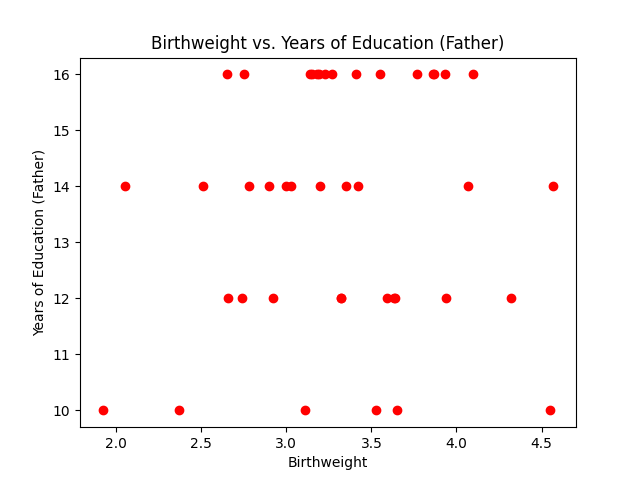 Birthweight vs. Years of Education (Father)
16
15
14
13
12
11
10
Years of Education (Father)
2.0 2.5 3.0 3.5 4.0 4.5
Birthweight